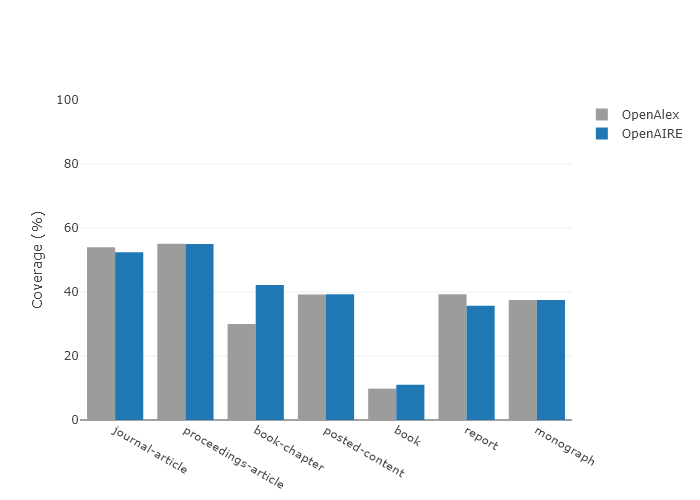 100
80
60
40
20
0
Coverage (%)
journal-article
proceedings-article
book-chapter
posted-content
book
report
monograph
OpenAlex
OpenAIRE